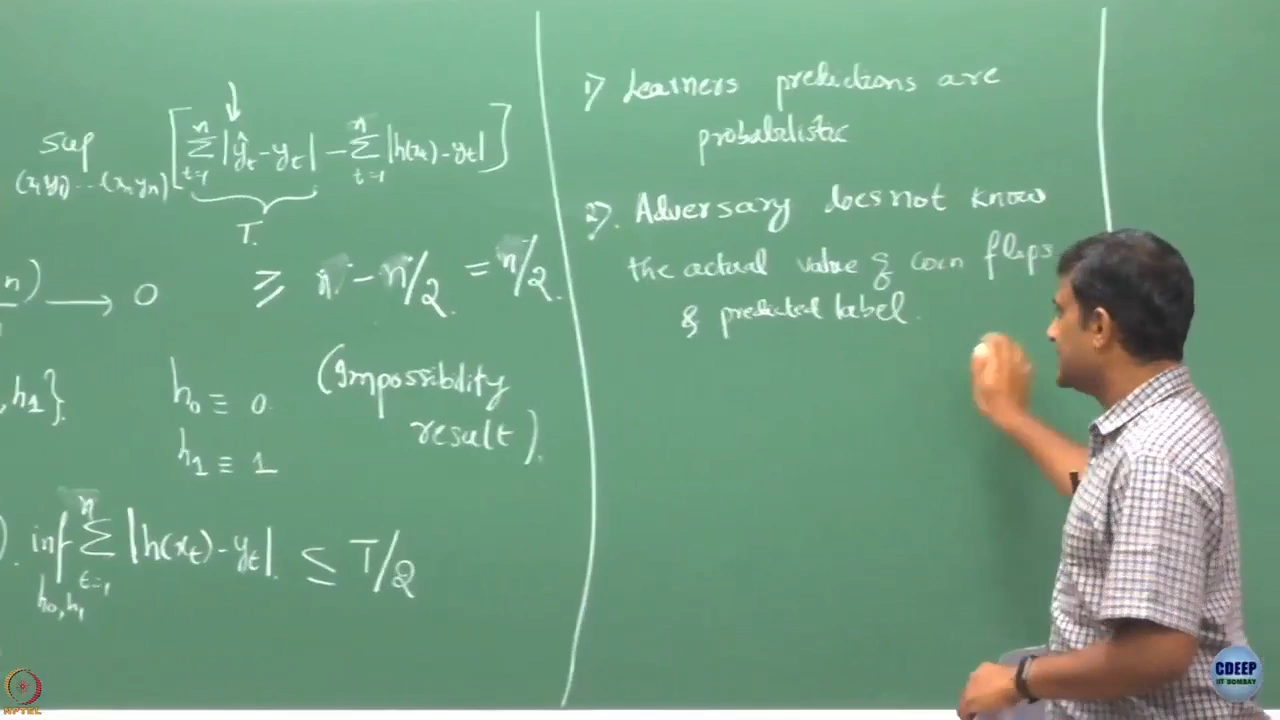 sup [ Σ |ŷt - yt| - Σ |h(xt) - yt| ]
t=1 n t=1 n
(x1 y1) ... (xn yn)
T.
n) → 0 ≥ n - n/2 = n/2.
, h1}. h0 ≡ 0.
h1 ≡ 1
(Impossibility
result).
). inf Σ |h(xt) - yt|. ≤ T/2
h0, h1 t=1 n
1) Learners predictions are
probabalistic
2). Adversary does not know
the actual value of coin flips
& predicted label.
NPTEL
CDEEP
IIT BOMBAY